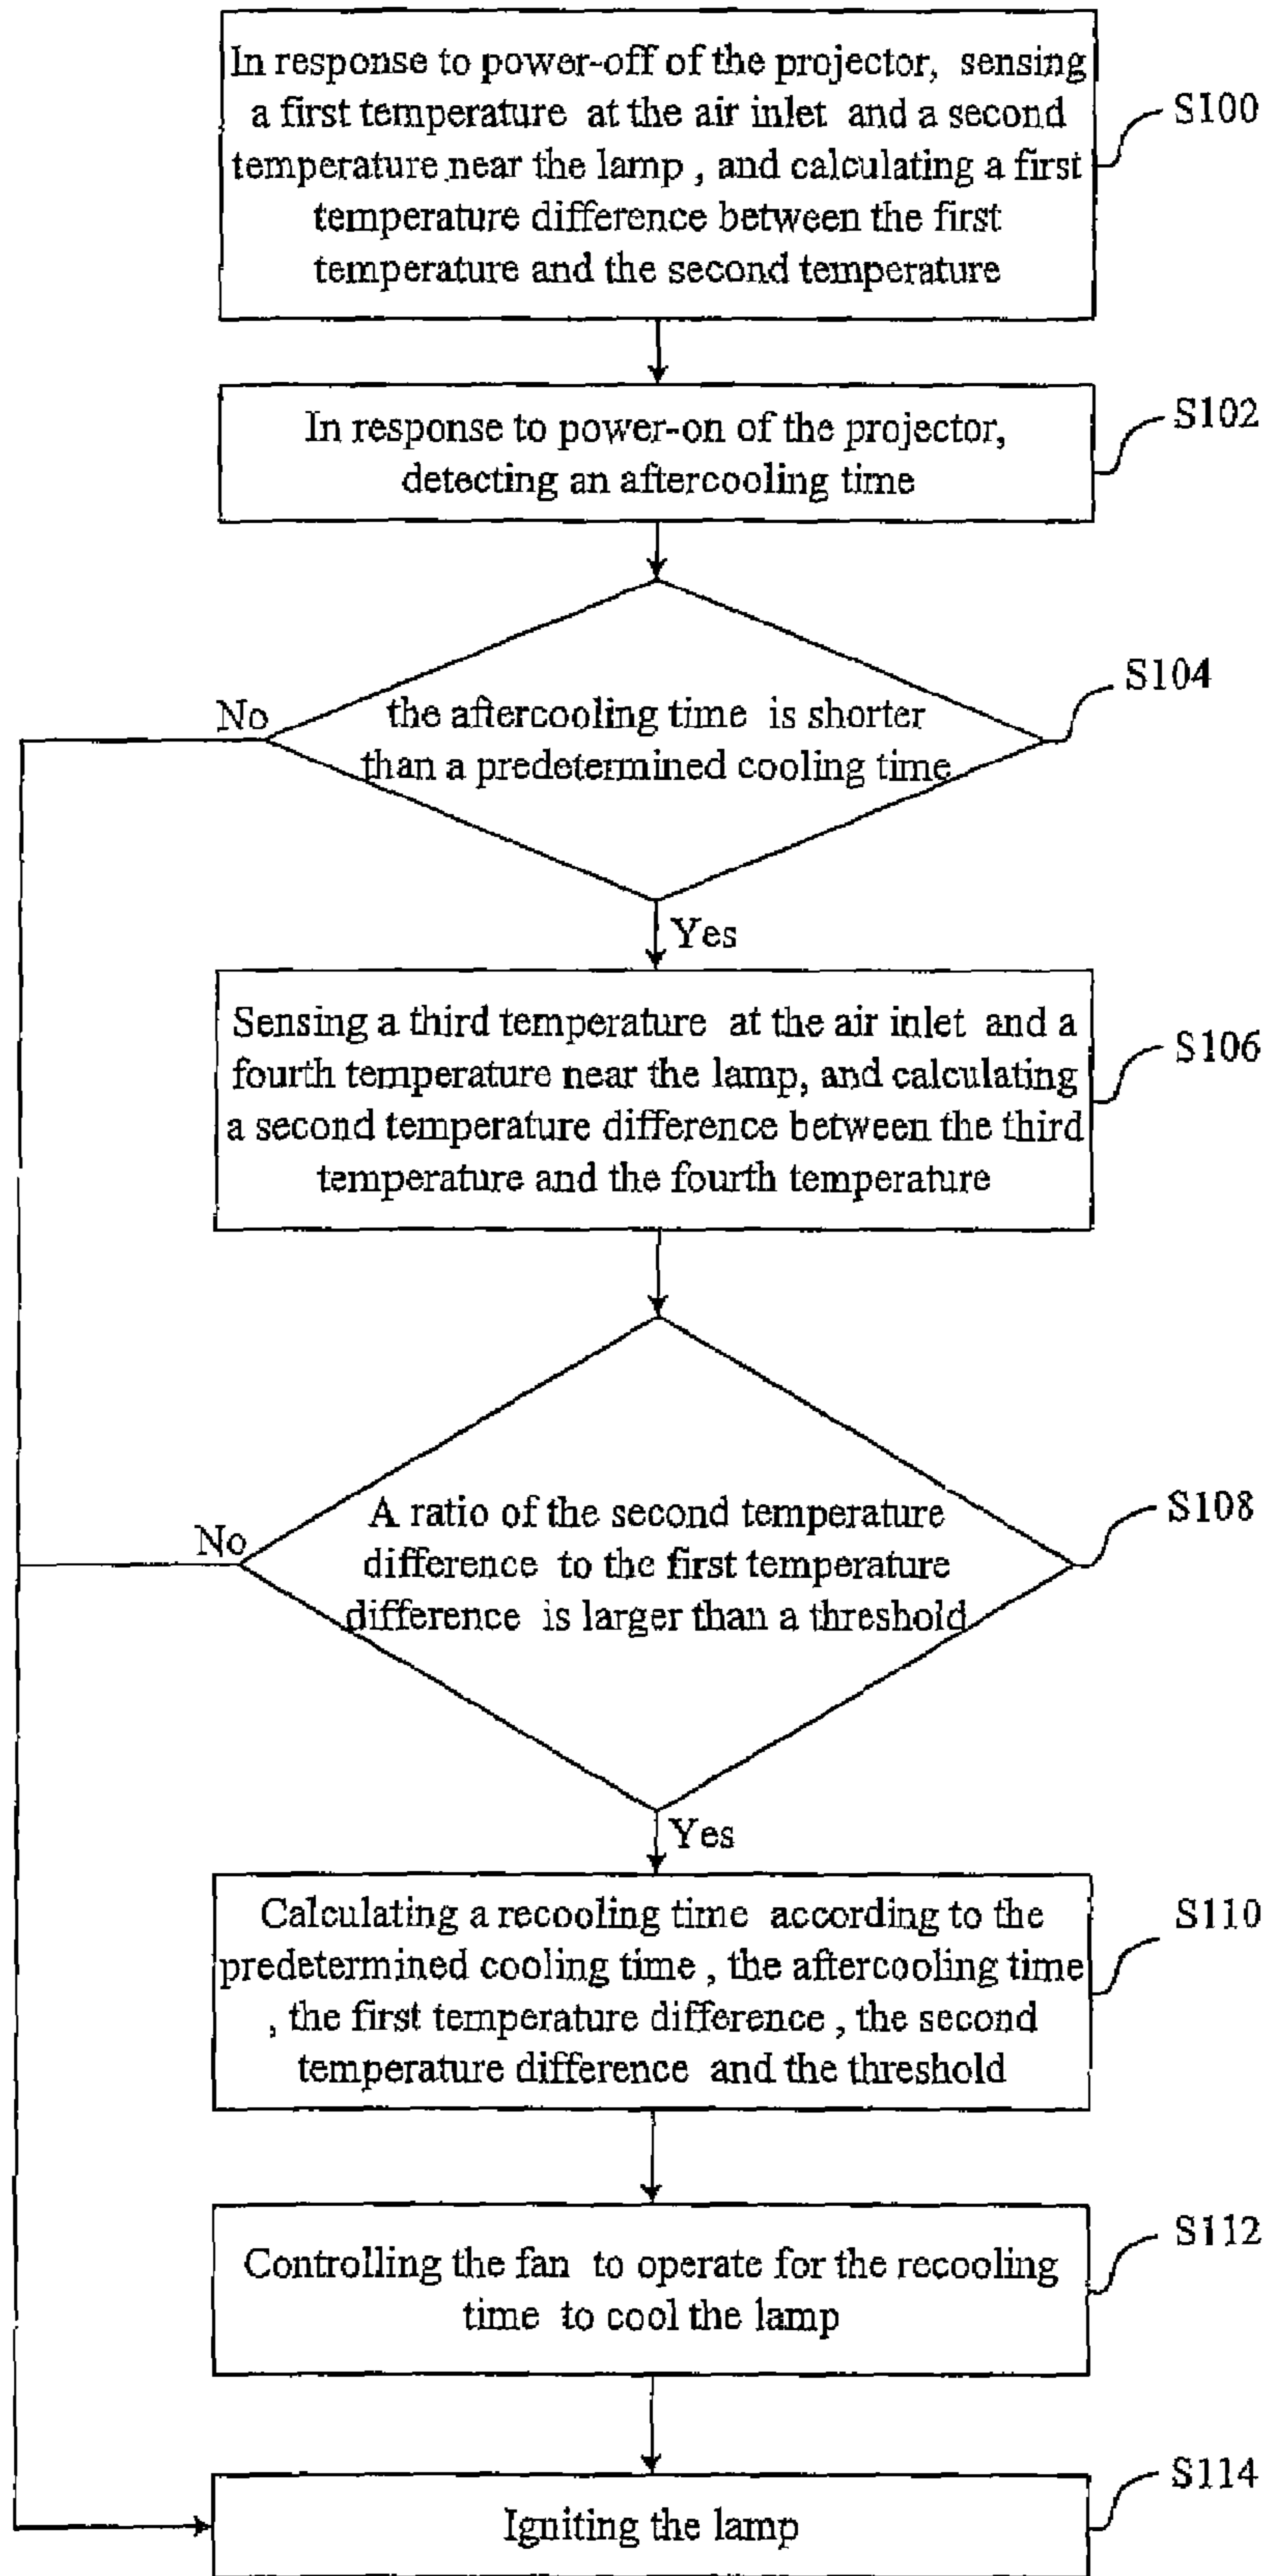 In response to power-off of the projector, sensing
a first temperature at the air inlet and a second
temperature near the lamp , and calculating a first
temperature difference between the first
temperature and the second temperature
S100
In response to power-on of the projector,
detecting an aftercooling time
S102
the aftercooling time is shorter
than a predetermined cooling time
S104
No
Yes
Sensing a third temperature at the air inlet and a
fourth temperature near the lamp, and calculating
a second temperature difference between the third
temperature and the fourth temperature
S106
A ratio of the second temperature
difference to the first temperature
difference is larger than a threshold
S108
No
Yes
Calculating a recooling time according to the
predetermined cooling time , the aftercooling time
, the first temperature difference , the second
temperature difference and the threshold
S110
Controlling the fan to operate for the recooling
time to cool the lamp
S112
Igniting the lamp
S114